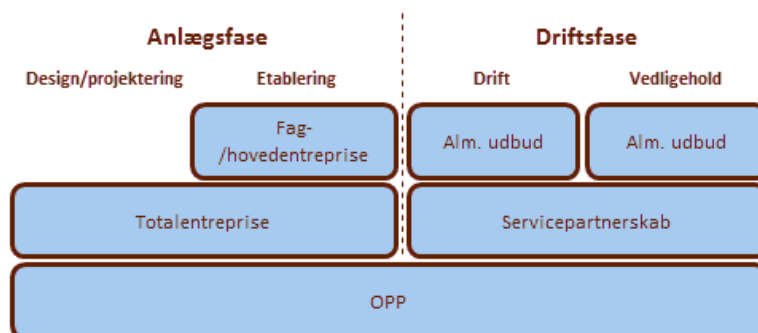 Anlægsfase
Driftsfase
Design/projektering
Etablering
Drift
Vedligehold
Fag-
/hovedentreprise
Alm. udbud
Alm. udbud
Totalentreprise
Servicepartnerskab
OPP